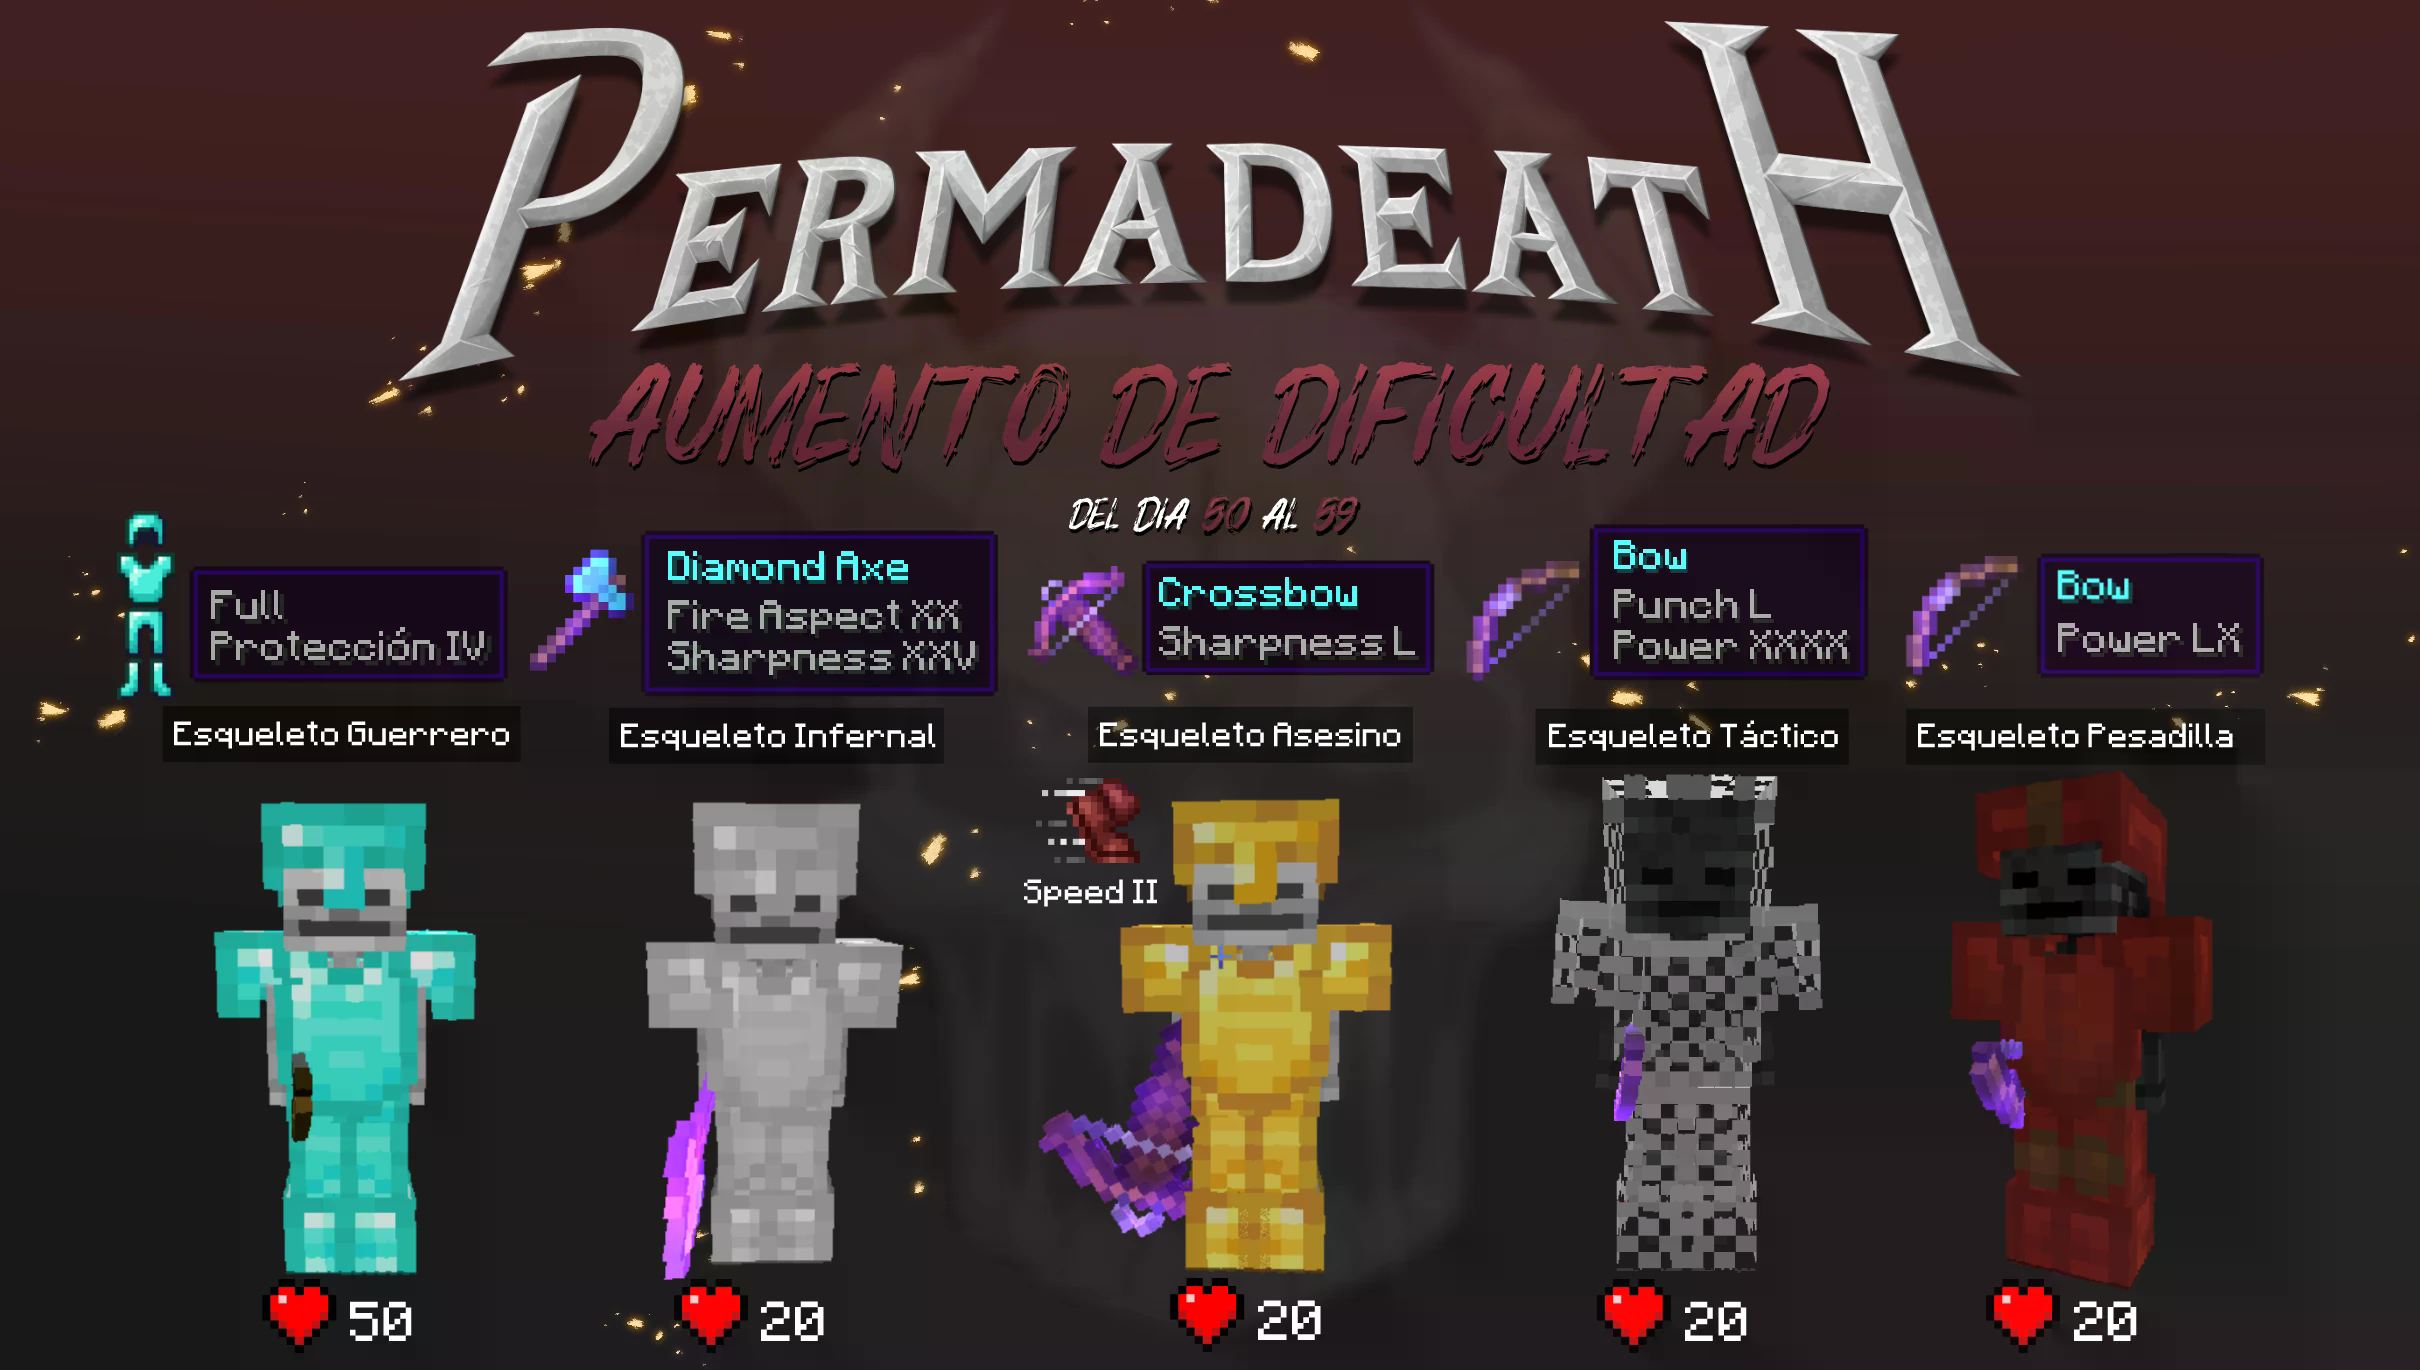 PERMADEATH
AUMENTO DE DIFICULTAD
DEL DIA 50 AL 59
Full
Protección IV
Diamond Axe
Fire Aspect XX
Sharpness XXV
Crossbow
Sharpness L
Bow
Punch L
Power XXXX
Bow
Power LX
Esqueleto Guerrero
Esqueleto Infernal
Esqueleto Asesino
Esqueleto Táctico
Esqueleto Pesadilla
Speed II
50
20
20
20
20